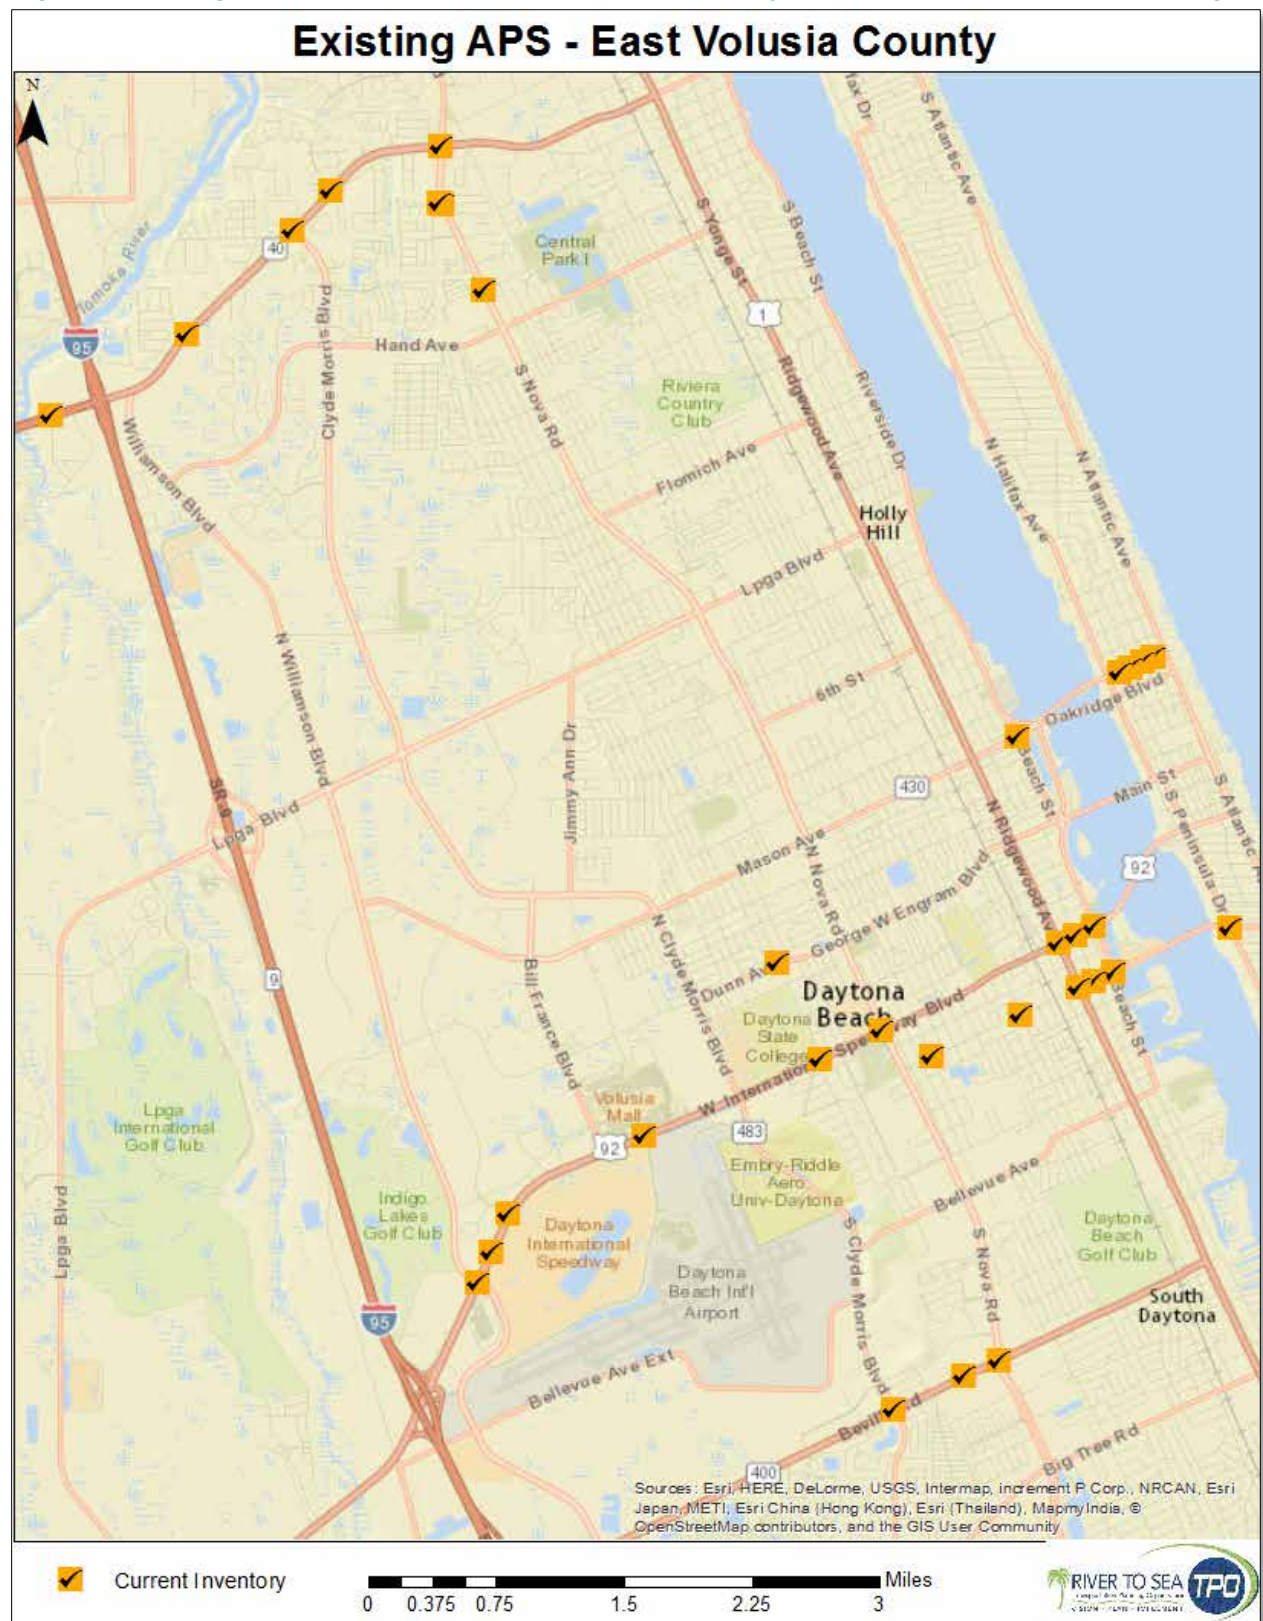 Existing APS - East Volusia County
N
fax Dr
S Atlantic Ave
Tomoka River
40
95
Central
Park I
S Yonge St
S Beach St
1
Clyde Morris Blvd
Hand Ave
S Nova Rd
Riviera
Country
Club
Ridgewood Ave
Riverside Dr
Williamson Blvd
Flomich Ave
N Halifax Ave
N Atlantic Ave
Holly
Hill
Lpga Blvd
N Williamson Blvd
6th St
Oakridge Blvd
Jimmy Ann Dr
SR 9
Lpga Blvd
430
Beach St
Main St
S Atlantic A
Mason Ave
N Nova Rd
N Ridgewood Av
S Peninsula Dr
92
George W Engram Blvd
N Clyde Morris Blvd
Dunn Av
9
Bill France Blvd
Daytona
Beach
Daytona
State
College
W Internation Spe way Blvd
Beach St
Lpga
International
Golf Club
Volusia
Mall
92
483
Embry-Riddle
Aero
Univ-Daytona
Bellevue Ave
Lpga Blvd
Indigo
Lakes
Golf Club
Daytona
International
Speedway
S Clyde Morris Blvd
S Nova Rd
Daytona
Beach
Golf Club
Daytona
Beach Int'l
Airport
95
South
Daytona
Bellevue Ave Ext
Bevill d
Big Tree Rd
400
Sources: Esri, HERE, DeLorme, USGS, Intermap, increment P Corp., NRCAN, Esri
Japan, METI, Esri China (Hong Kong), Esri (Thailand), MapmyIndia, ©
OpenStreetMap contributors, and the GIS User Community
Current Inventory
Miles
0 0.375 0.75 1.5 2.25 3
RIVER TO SEA
TPO